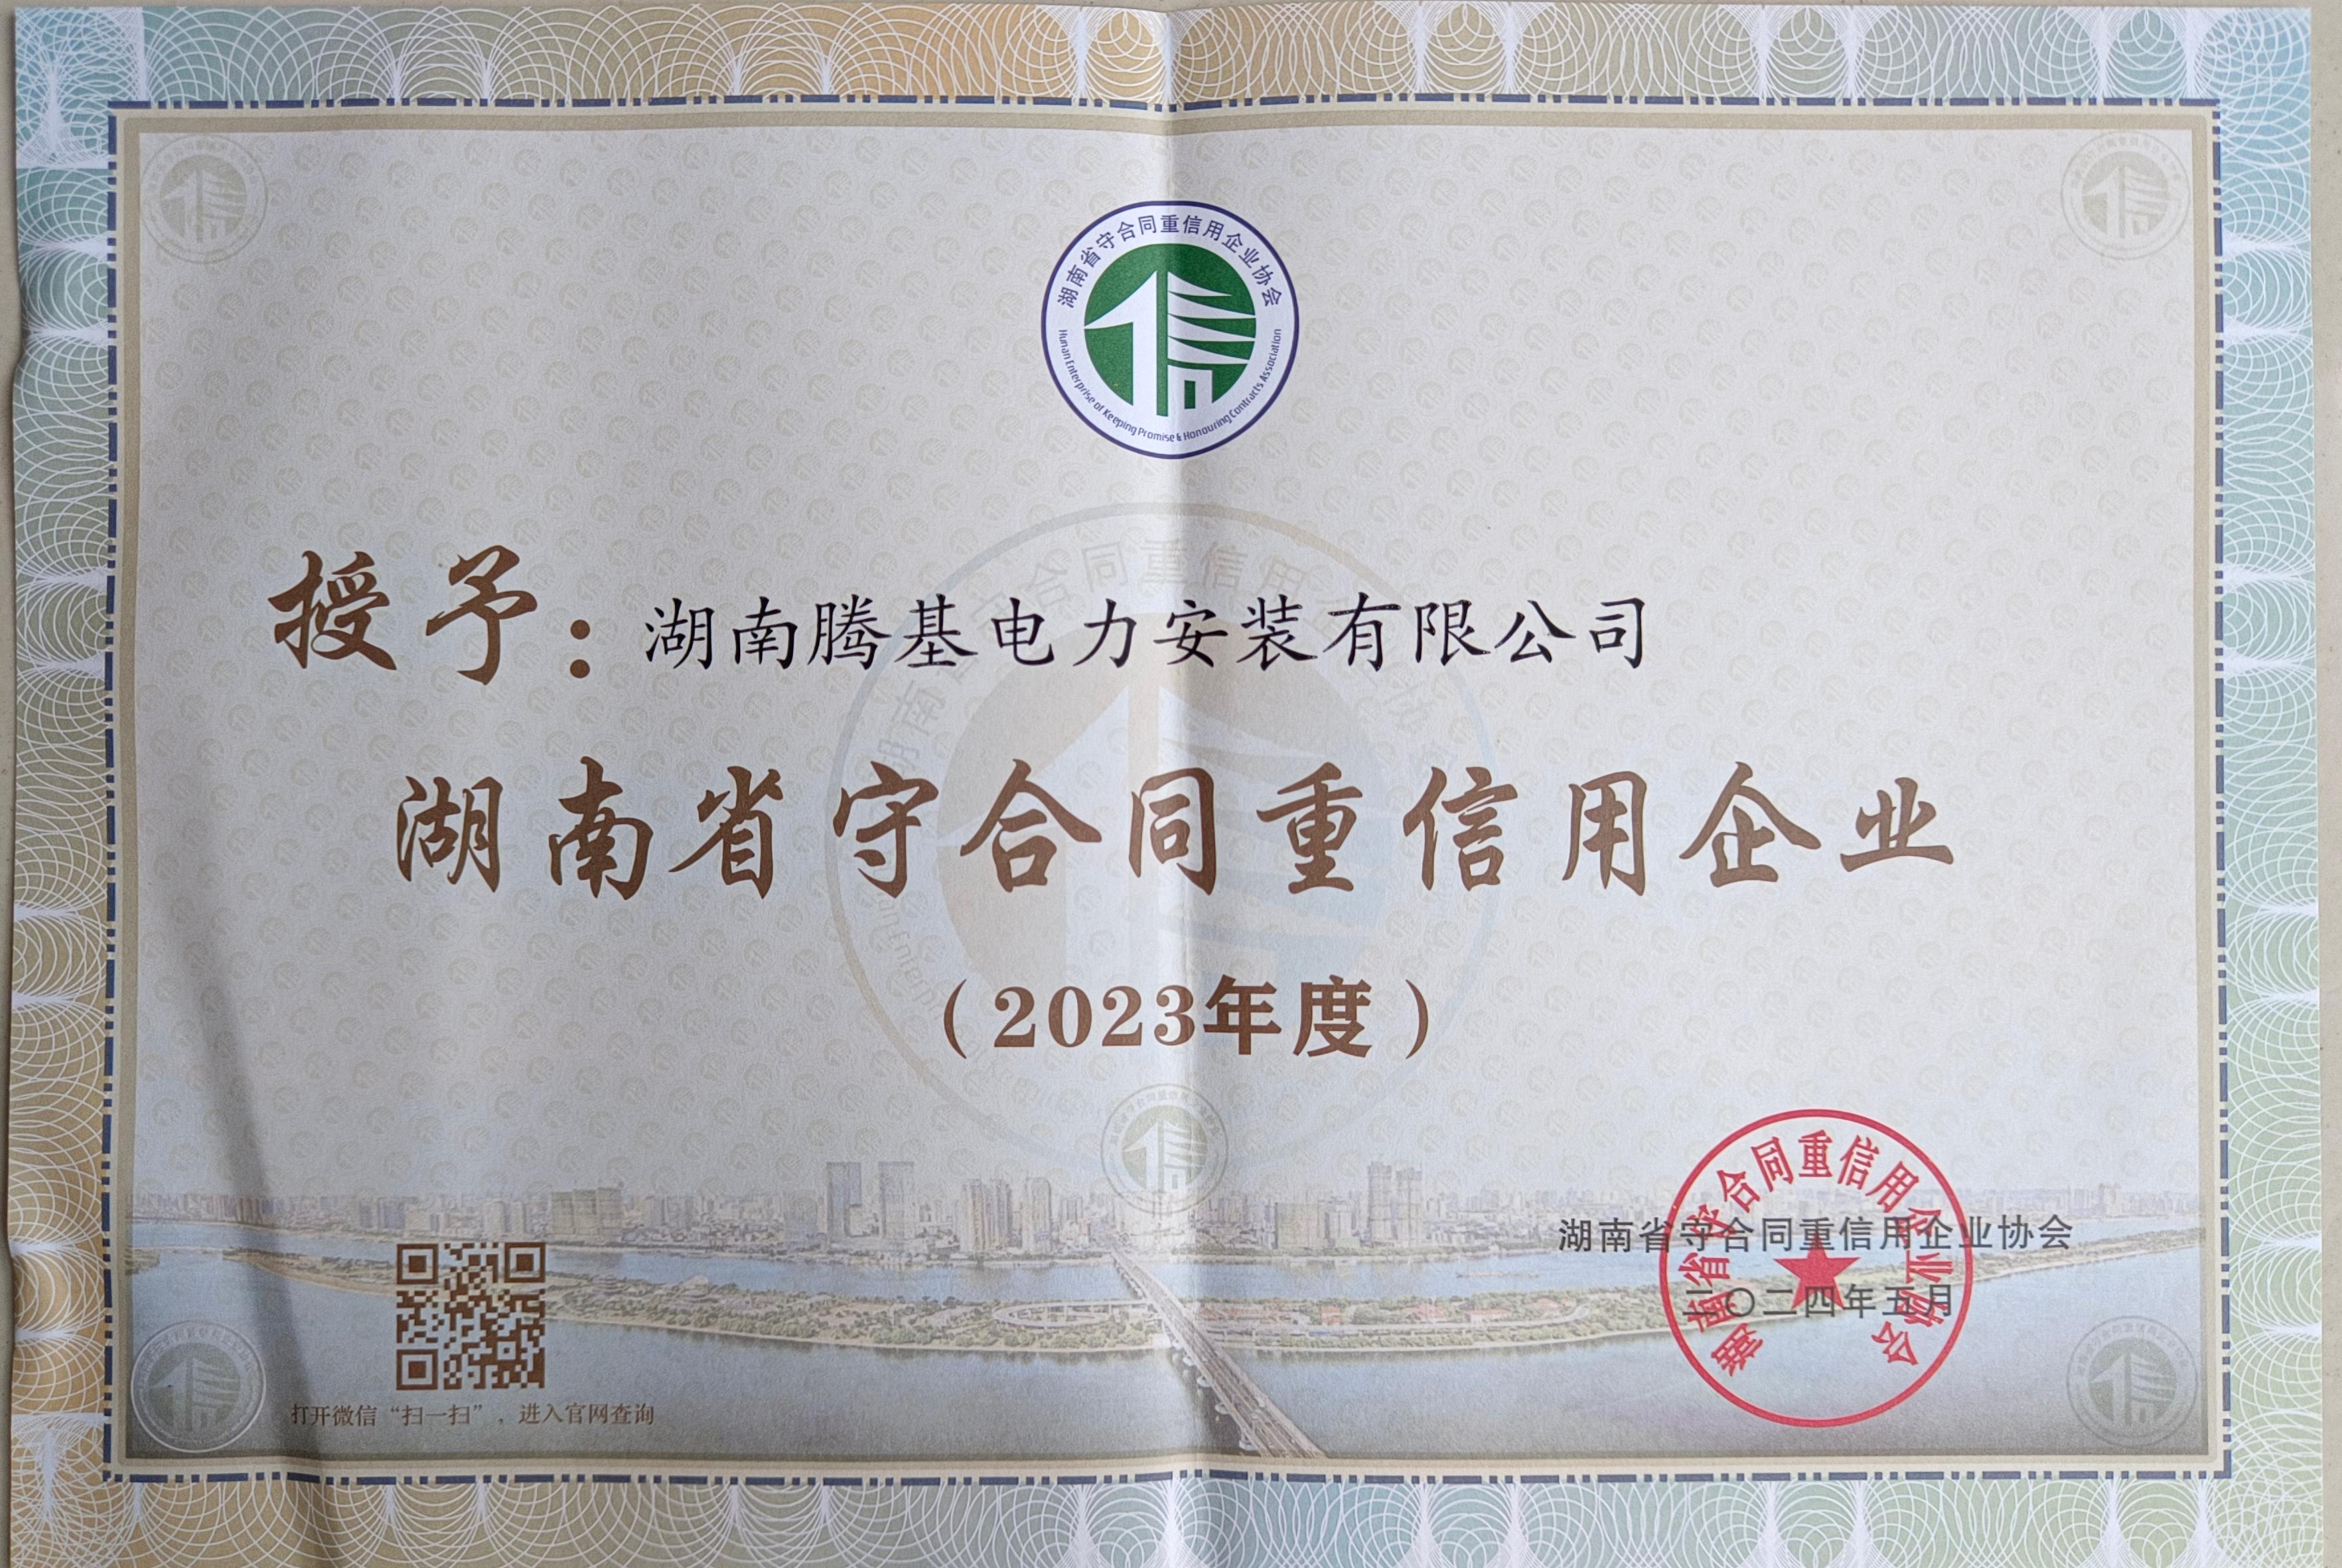 湖南省守合同重信用企业协会
Hunan Enterprise of Keeping Promise & Honouring Contracts Association
授予：湖南腾基电力安装有限公司
湖南省守合同重信用企业
（2023年度）
湖南省守合同重信用企业协会
二〇二四年五月
湖南省守合同重信用企业协会
打开微信“扫一扫”，进入官网查询